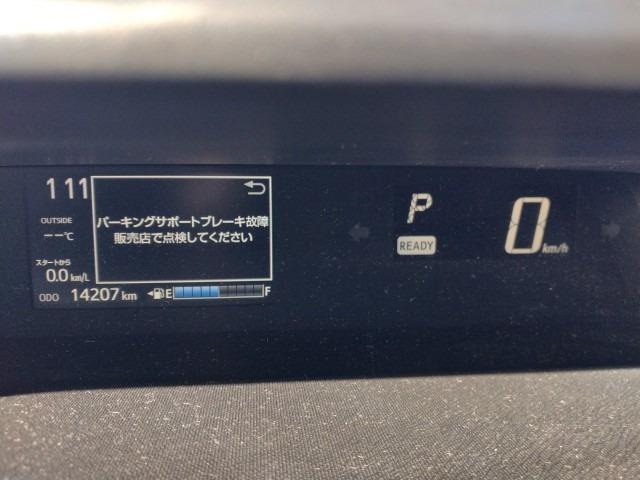 111
パーキングサポートブレーキ故障
販売店で点検してください
OUTSIDE
--℃
スタートから
0.0 km/L
ODO 14207 km
E F
P
READY
0 km/h